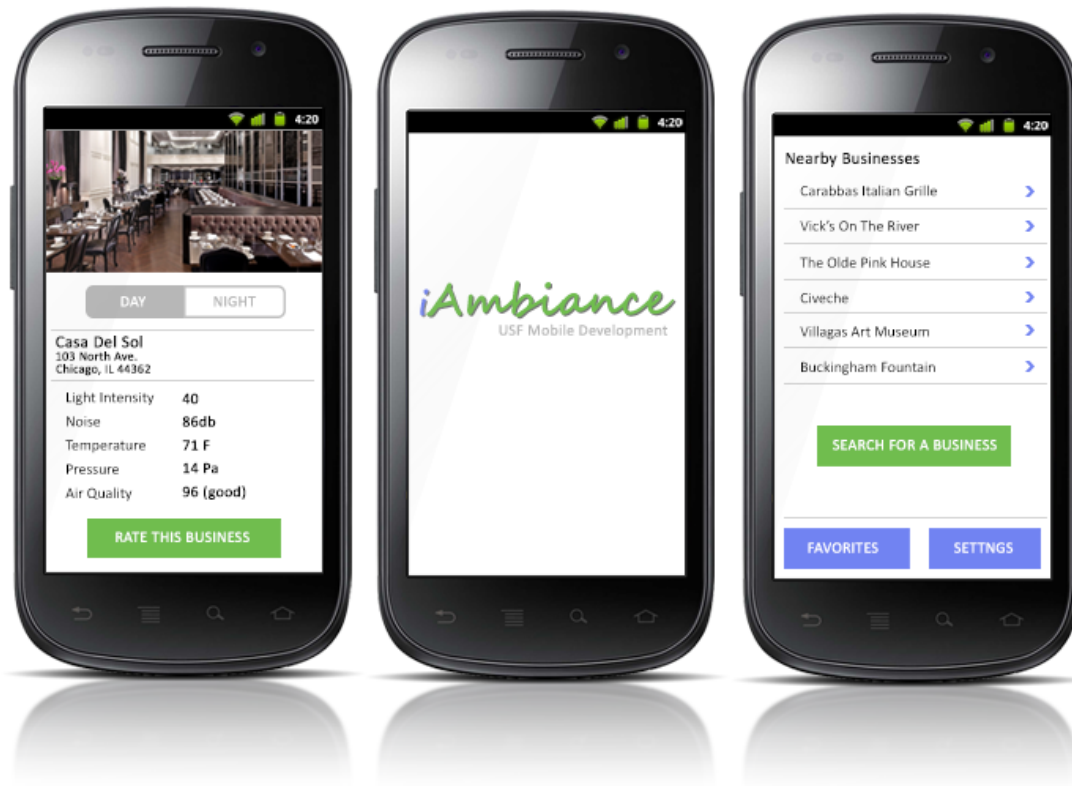 4:20
DAY NIGHT
Casa Del Sol
103 North Ave.
Chicago, IL 44362
Light Intensity 40
Noise 86db
Temperature 71 F
Pressure 14 Pa
Air Quality 96 (good)
RATE THIS BUSINESS
4:20
iAmbiance
USF Mobile Development
4:20
Nearby Businesses
Carabbas Italian Grille
Vick's On The River
The Olde Pink House
Civeche
Villagas Art Museum
Buckingham Fountain
SEARCH FOR A BUSINESS
FAVORITES SETTNGS